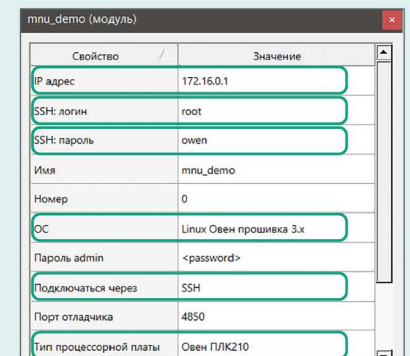 mnu_demo (модуль)
Свойство Значение
IP адрес 172.16.0.1
SSH: логин root
SSH: пароль owen
Имя mnu_demo
Номер 0
ОС Linux Овен прошивка 3.x
Пароль admin <password>
Подключаться через SSH
Порт отладчика 4850
Тип процессорной платы Овен ПЛК210